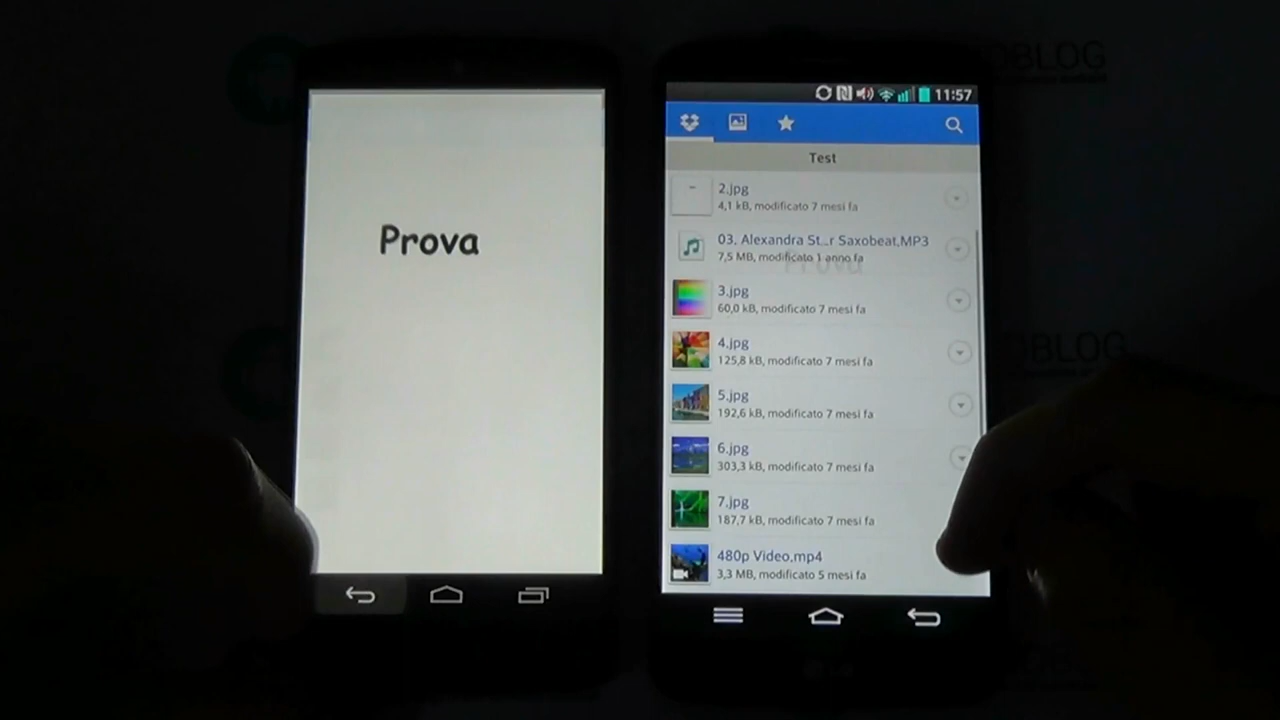 OBLOG
11:57
Test
2.jpg
4,1 kB, modificato 7 mesi fa
Prova
03. Alexandra St...r Saxobeat.MP3
7,5 MB, modificato 1 anno fa
Prova
3.jpg
60,0 kB, modificato 7 mesi fa
4.jpg
125,8 kB, modificato 7 mesi fa
DBLOG
5.jpg
192,6 kB, modificato 7 mesi fa
6.jpg
303,3 kB, modificato 7 mesi fa
7.jpg
187,7 kB, modificato 7 mesi fa
480p Video.mp4
3,3 MB, modificato 5 mesi fa
LG